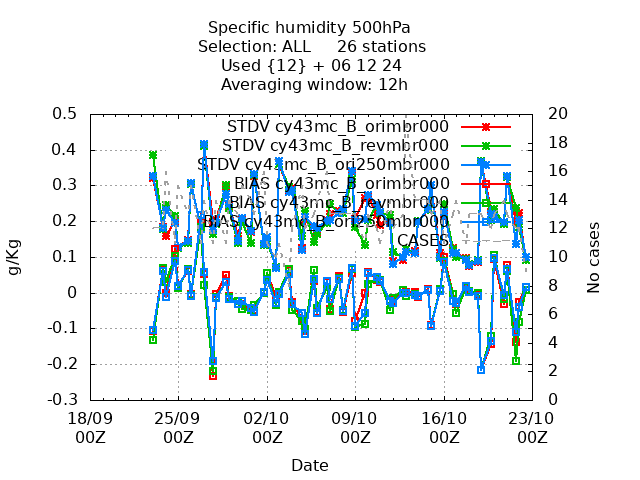 Specific humidity 500hPa
Selection: ALL 26 stations
Used {12} + 06 12 24
Averaging window: 12h
STDV cy43mc_B_orimbr000
STDV cy43mc_B_revmbr000
STDV cy43mc_B_ori250mbr000
BIAS cy43mc_B_orimbr000
BIAS cy43mc_B_revmbr000
BIAS cy43mc_B_ori250mbr000
CASES
g/Kg
0.5
0.4
0.3
0.2
0.1
0
-0.1
-0.2
-0.3
20
18
16
14
12
10
8
6
4
2
0
No cases
18/09 25/09 02/10 09/10 16/10 23/10
00Z 00Z 00Z 00Z 00Z 00Z
Date